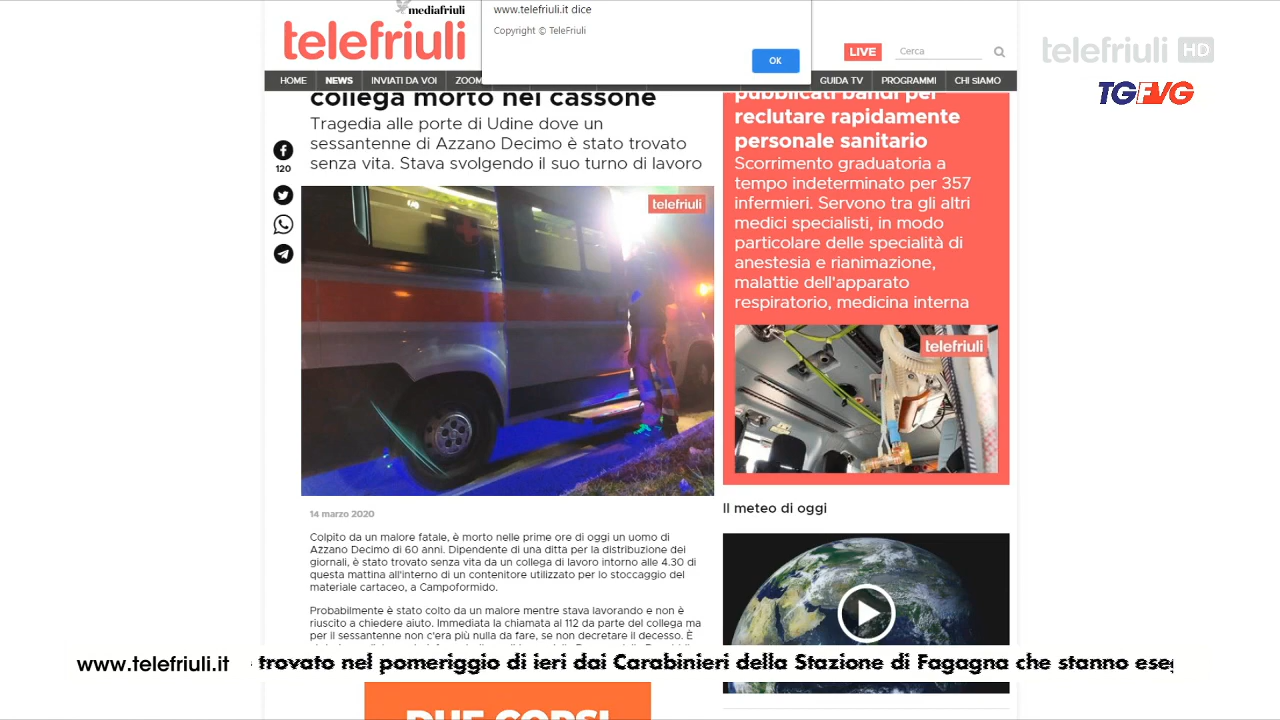 mediafriuli
telefriuli
www.telefriuli.it dice
Copyright © TeleFriuli
OK
LIVE
Cerca
telefriuli HD
TGFVG
HOME NEWS INVIATI DA VOI ZOOM GUIDA TV PROGRAMMI CHI SIAMO
collega morto nel cassone
Tragedia alle porte di Udine dove un
sessantenne di Azzano Decimo è stato trovato
senza vita. Stava svolgendo il suo turno di lavoro
120
telefriuli
14 marzo 2020
Colpito da un malore fatale, è morto nelle prime ore di oggi un uomo di
Azzano Decimo di 60 anni. Dipendente di una ditta per la distribuzione dei
giornali, è stato trovato senza vita da un collega di lavoro intorno alle 4.30 di
questa mattina all'interno di un contenitore utilizzato per lo stoccaggio del
materiale cartaceo, a Campoformido.
Probabilmente è stato colto da un malore mentre stava lavorando e non è
riuscito a chiedere aiuto. Immediata la chiamata al 112 da parte del collega ma
per il sessantenne non c'era più nulla da fare, se non decretare il decesso. È
pubblicati bandi per
reclutare rapidamente
personale sanitario
Scorrimento graduatoria a
tempo indeterminato per 357
infermieri. Servono tra gli altri
medici specialisti, in modo
particolare delle specialità di
anestesia e rianimazione,
malattie dell'apparato
respiratorio, medicina interna
telefriuli
Il meteo di oggi
www.telefriuli.it
trovato nel pomeriggio di ieri dai Carabinieri della Stazione di Fagagna che stanno eseg
DUE CORSI